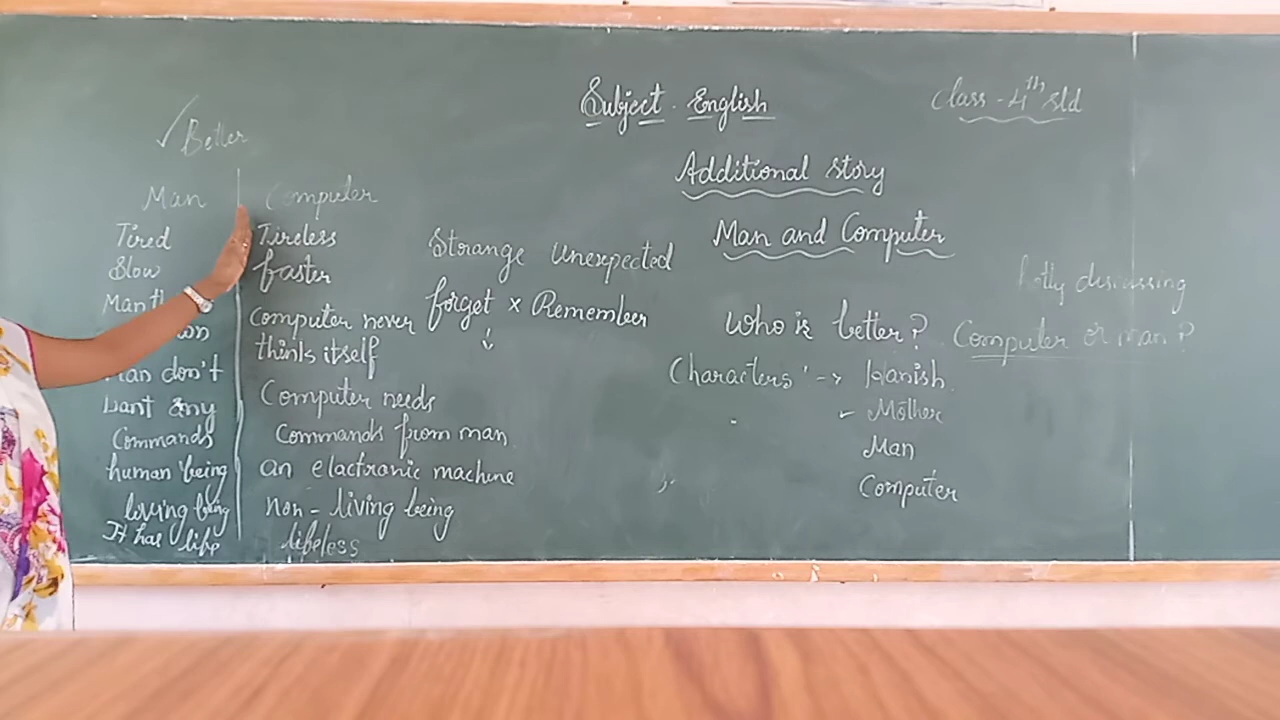 Subject - English
Class - 4th std
Additional story
Man and Computer
✓ Better
Man
Tired
Slow
Man don't
any
Commands
human being
living being
It has life
Computer
Tireless
faster
computer never
thinks itself
Computer needs
Commands from man
an elactronic machine
non - living being
lifeless
Strange unexpected
forget × Remember
Who is better?
Characters' -> Harish
Mother
Man
Computer
hotly discussing
Computer or man?